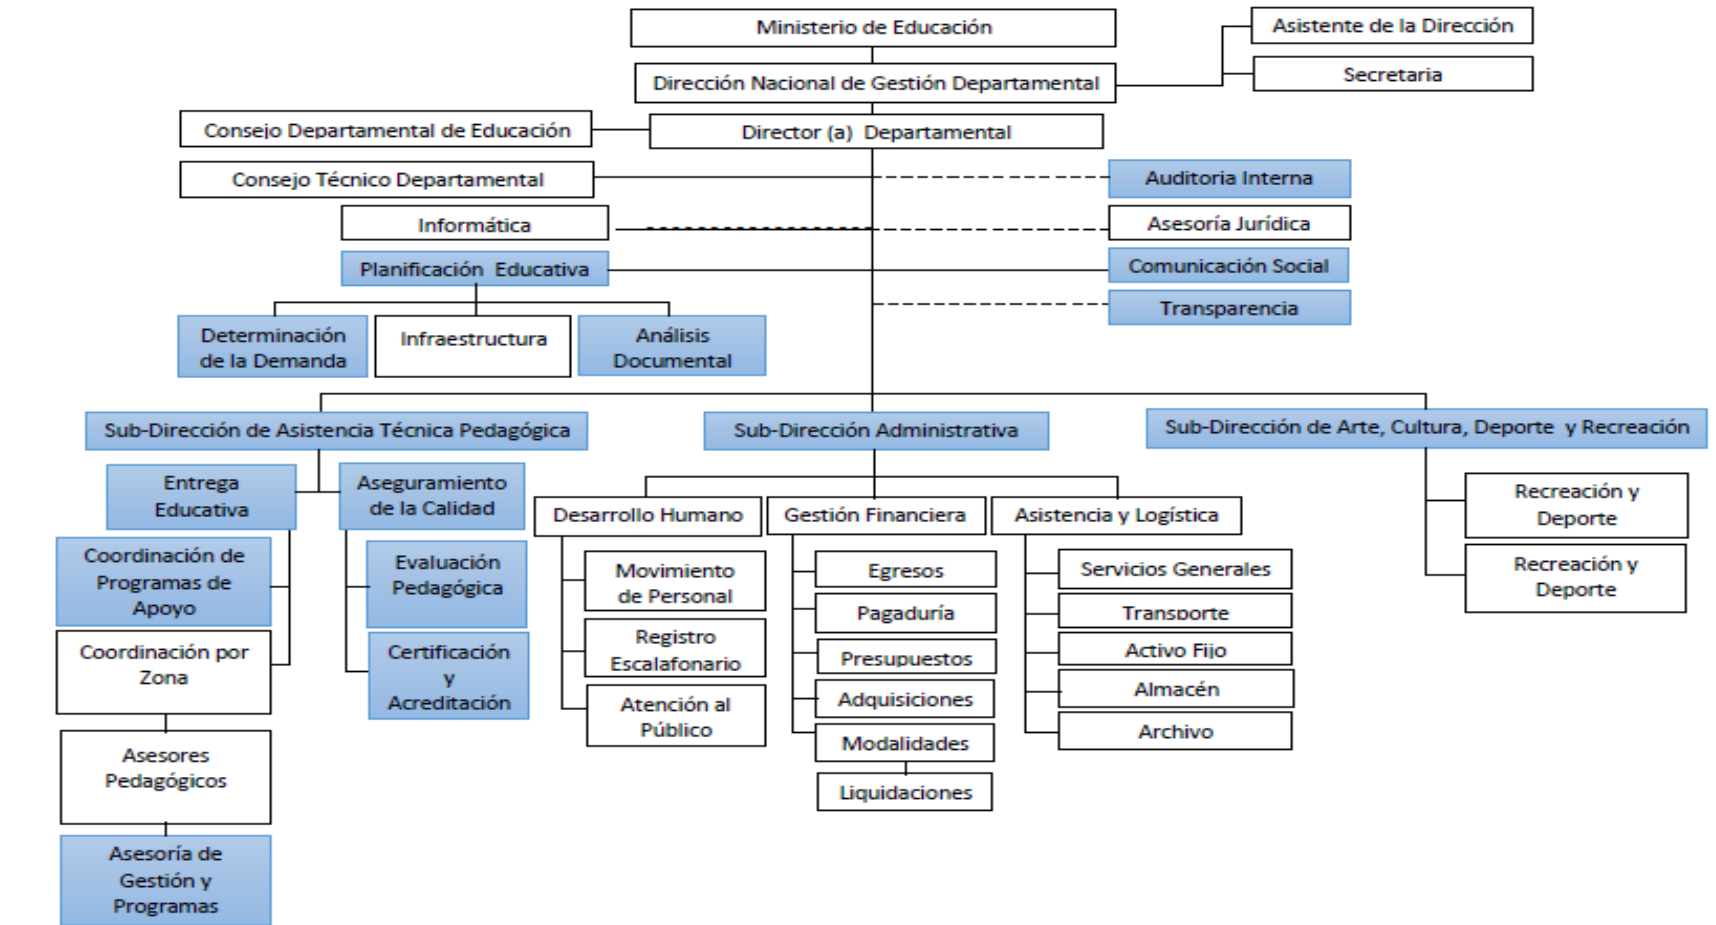 Ministerio de Educación
Asistente de la Dirección
Dirección Nacional de Gestión Departamental
Secretaria
Consejo Departamental de Educación
Director (a) Departamental
Consejo Técnico Departamental
Auditoria Interna
Informática
Asesoría Jurídica
Planificación Educativa
Comunicación Social
Transparencia
Determinación
de la Demanda
Infraestructura
Análisis
Documental
Sub-Dirección de Asistencia Técnica Pedagógica
Sub-Dirección Administrativa
Sub-Dirección de Arte, Cultura, Deporte y Recreación
Entrega
Educativa
Aseguramiento
de la Calidad
Coordinación de
Programas de
Apoyo
Evaluación
Pedagógica
Coordinación por
Zona
Certificación
y
Acreditación
Asesores
Pedagógicos
Asesoría de
Gestión y
Programas
Desarrollo Humano
Gestión Financiera
Asistencia y Logística
Movimiento
de Personal
Registro
Escalafonario
Atención al
Público
Egresos
Pagaduría
Presupuestos
Adquisiciones
Modalidades
Liquidaciones
Servicios Generales
Transporte
Activo Fijo
Almacén
Archivo
Recreación y
Deporte
Recreación y
Deporte